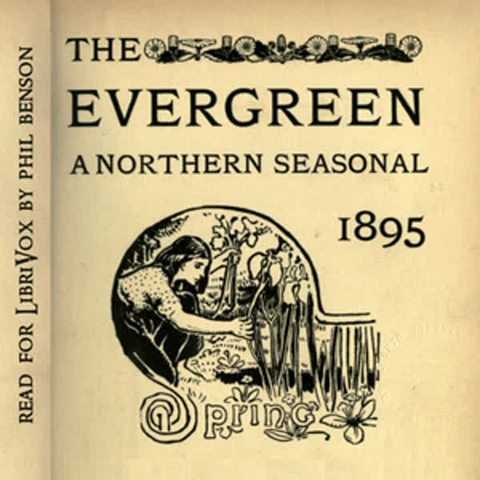 THE
EVERGREEN
A NORTHERN SEASONAL
1895
Spring
READ FOR LIBRIVOX BY PHIL BENSON